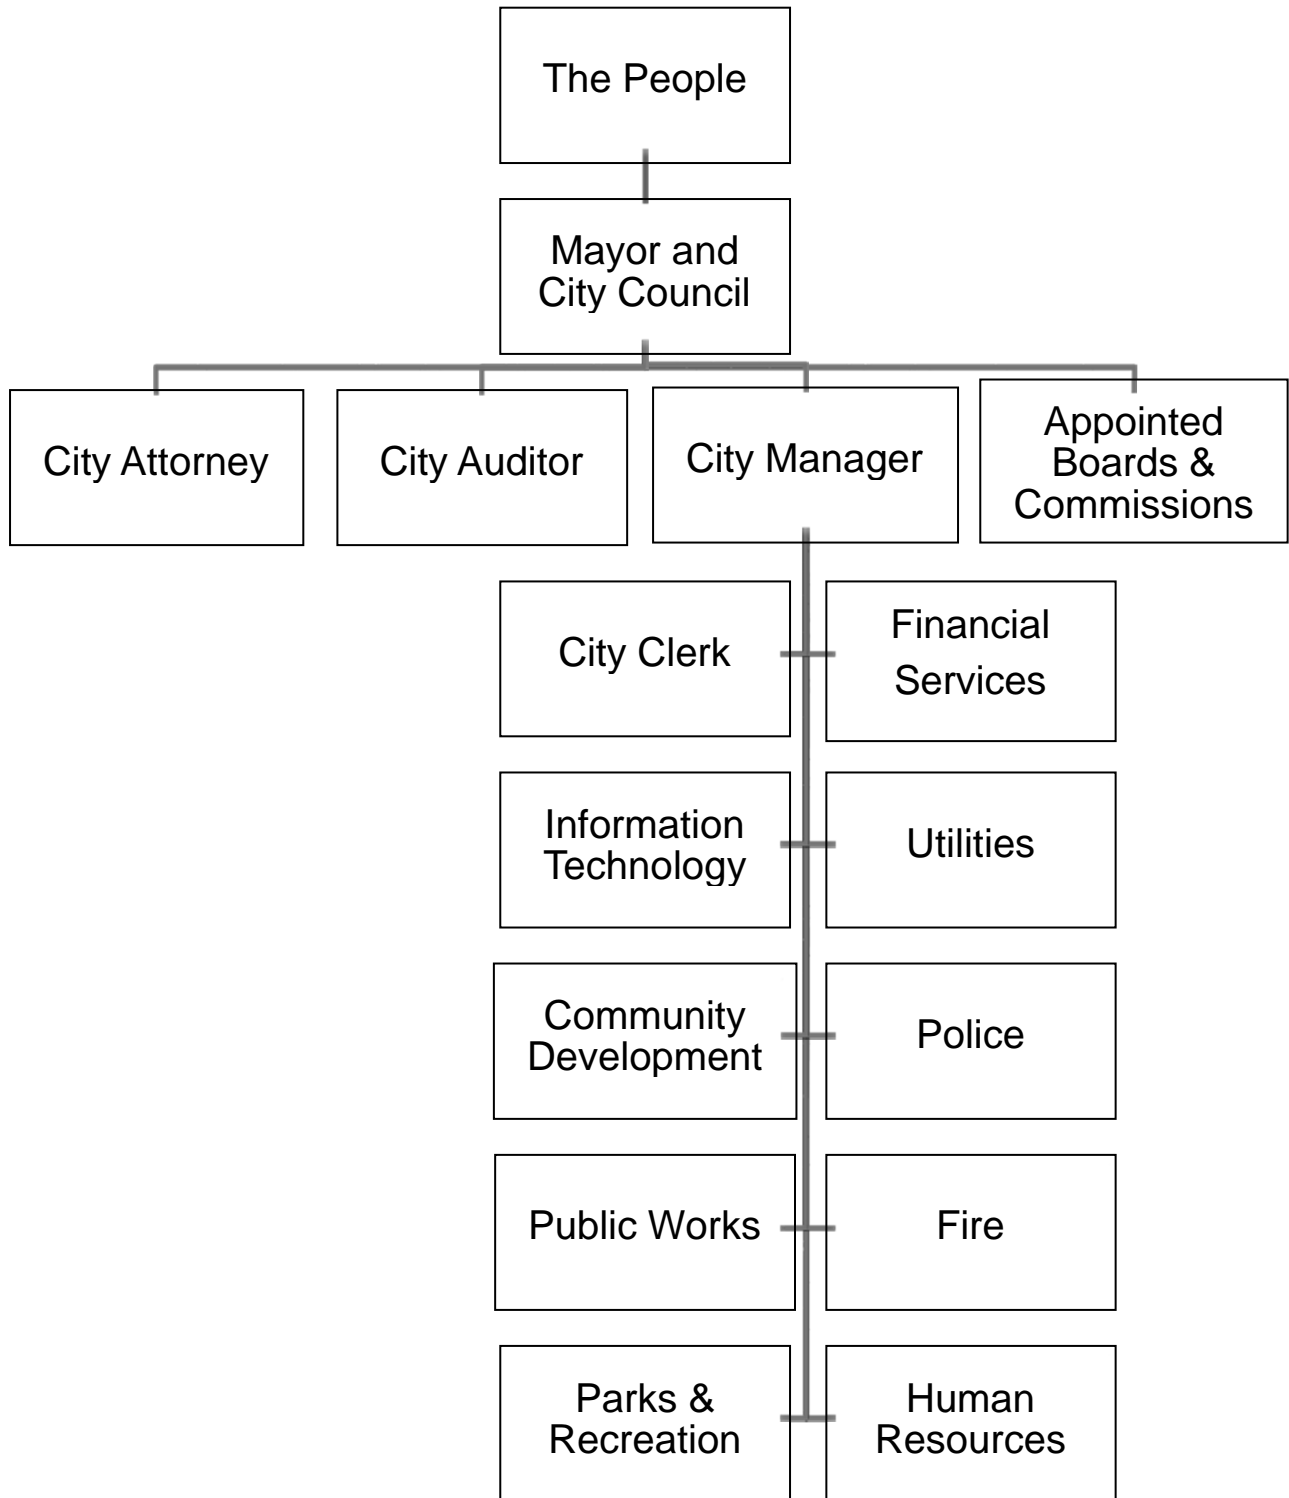 The People
Mayor and
City Council
City Attorney
City Auditor
City Manager
Appointed
Boards &
Commissions
City Clerk
Financial
Services
Information
Technology
Utilities
Community
Development
Police
Public Works
Fire
Parks &
Recreation
Human
Resources